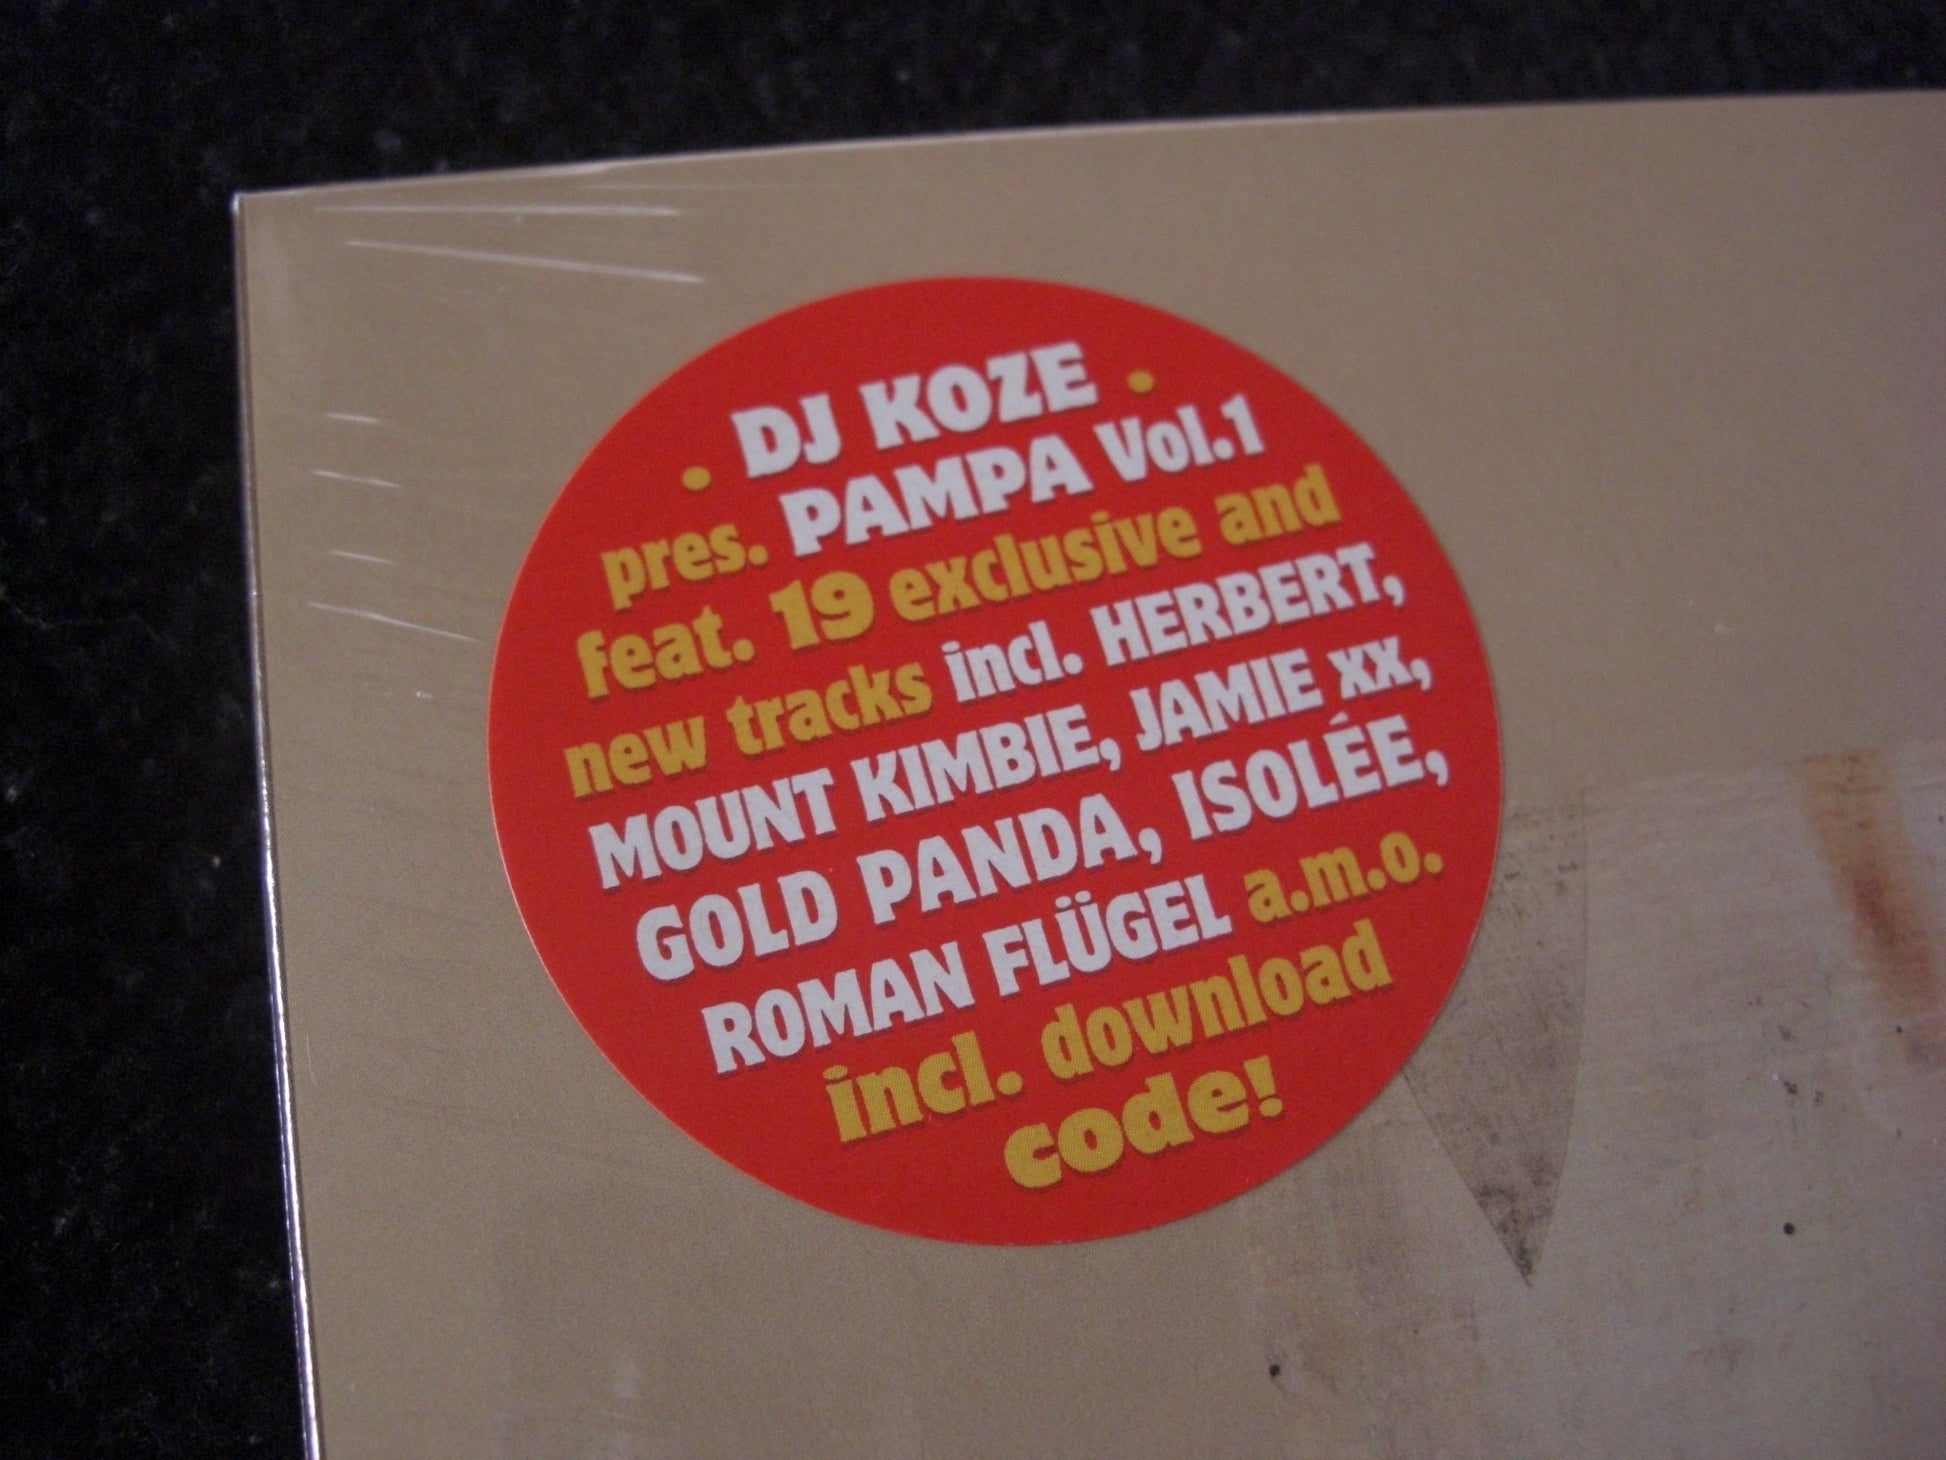 • DJ KOZE •
pres. PAMPA Vol.1
feat. 19 exclusive and
new tracks incl. HERBERT,
MOUNT KIMBIE, JAMIE xx,
GOLD PANDA, ISOLÉE,
ROMAN FLÜGEL a.m.o.
incl. download
code!